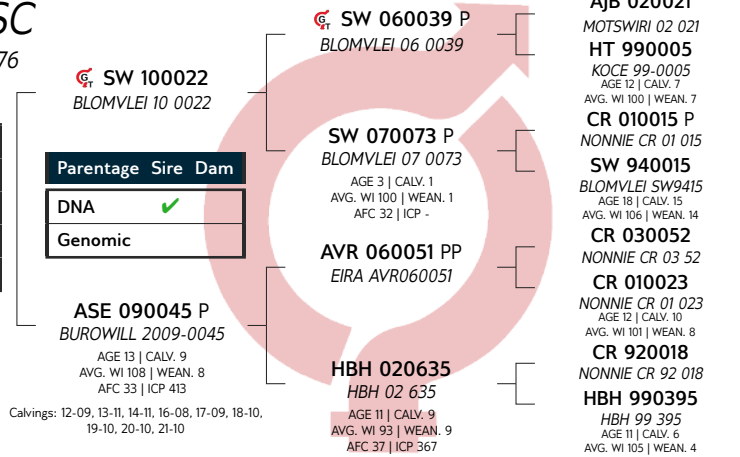 SC
76
SW 100022
BLOMVLEI 10 0022
Parentage Sire Dam
DNA ✔
Genomic
ASE 090045 P
BUROWILL 2009-0045
AGE 13 | CALV. 9
AVG. WI 108 | WEAN. 8
AFC 33 | ICP 413
Calvings: 12-09, 13-11, 14-11, 16-08, 17-09, 18-10,
19-10, 20-10, 21-10
SW 060039 P
BLOMVLEI 06 0039
SW 070073 P
BLOMVLEI 07 0073
AGE 3 | CALV. 1
AVG. WI 100 | WEAN. 1
AFC 32 | ICP -
AVR 060051 PP
EIRA AVR060051
HBH 020635
HBH 02 635
AGE 11 | CALV. 9
AVG. WI 93 | WEAN. 9
AFC 37 | ICP 367
AJB 020021
MOTSWIRI 02 021
HT 990005
KOCE 99-0005
AGE 12 | CALV. 7
AVG. WI 100 | WEAN. 7
CR 010015 P
NONNIE CR 01 015
SW 940015
BLOMVLEI SW9415
AGE 18 | CALV. 15
AVG. WI 106 | WEAN. 14
CR 030052
NONNIE CR 03 52
CR 010023
NONNIE CR 01 023
AGE 12 | CALV. 10
AVG. WI 101 | WEAN. 8
CR 920018
NONNIE CR 92 018
HBH 990395
HBH 99 395
AGE 11 | CALV. 6
AVG. WI 105 | WEAN. 4